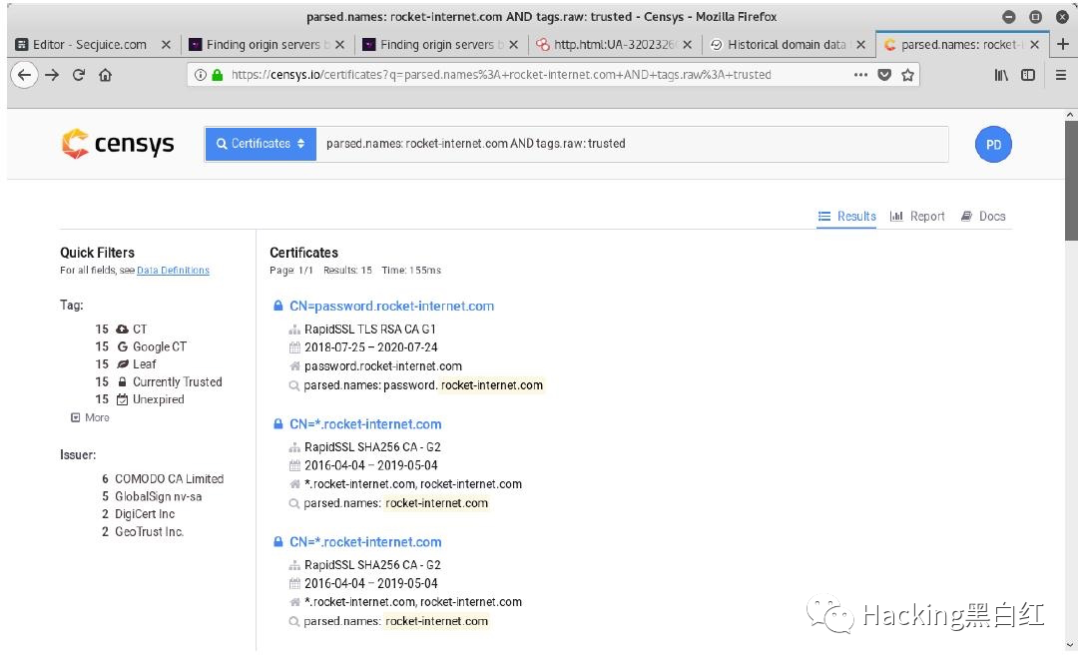 parsed.names: rocket-internet.com AND tags.raw: trusted - Censys - Mozilla Firefox
Editor - Secjuice.com
Finding origin servers b
Finding origin servers b
http.html:UA-3202326
Historical domain data
parsed.names: rocket-
https://censys.io/certificates?q=parsed.names%3A+rocket-internet.com+AND+tags.raw%3A+trusted
censys
Certificates
parsed.names: rocket-internet.com AND tags.raw: trusted
PD
Results
Report
Docs
Quick Filters
For all fields, see Data Definitions
Tag:
15 CT
15 Google CT
15 Leaf
15 Currently Trusted
15 Unexpired
More
Issuer:
6 COMODO CA Limited
5 GlobalSign nv-sa
2 DigiCert Inc
2 GeoTrust Inc.
Certificates
Page: 1/1 Results: 15 Time: 155ms
CN=password.rocket-internet.com
RapidSSL TLS RSA CA G1
2018-07-25 – 2020-07-24
password.rocket-internet.com
parsed.names: password.rocket-internet.com
CN=*.rocket-internet.com
RapidSSL SHA256 CA - G2
2016-04-04 – 2019-05-04
*.rocket-internet.com, rocket-internet.com
parsed.names: rocket-internet.com
CN=*.rocket-internet.com
RapidSSL SHA256 CA - G2
2016-04-04 – 2019-05-04
*.rocket-internet.com, rocket-internet.com
parsed.names: rocket-internet.com
Hacking黑白红